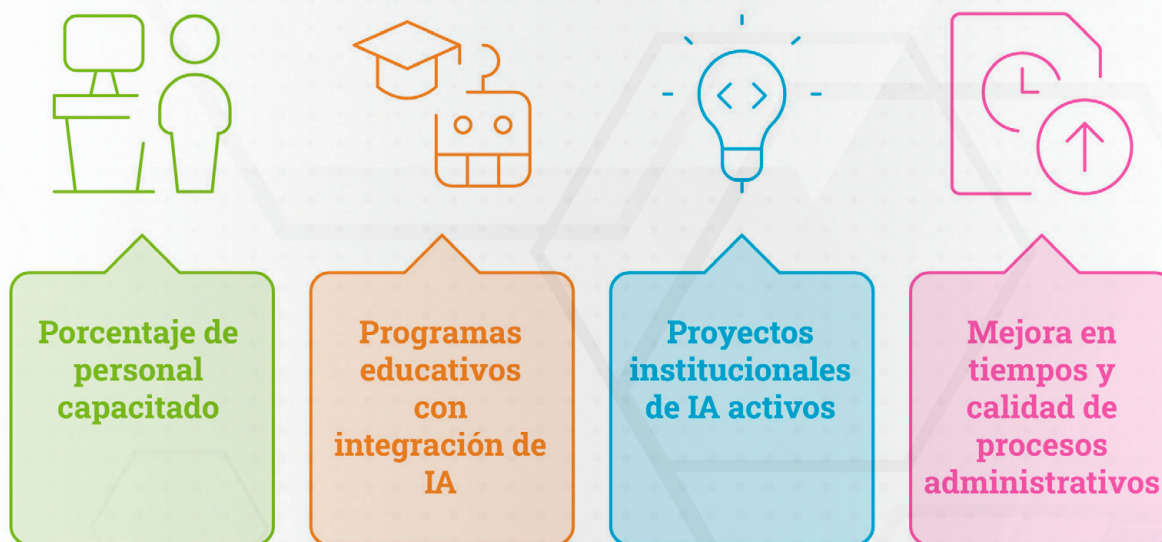 Porcentaje de
personal
capacitado
Programas
educativos
con
integración de
IA
Proyectos
institucionales
de IA activos
Mejora en
tiempos y
calidad de
procesos
administrativos